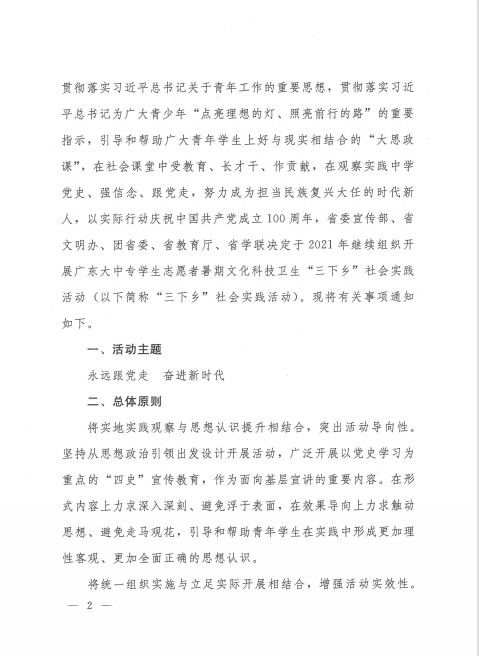 贯彻落实习近平总书记关于青年工作的重要思想，贯彻落实习近
平总书记为广大青少年“点亮理想的灯、照亮前行的路”的重要
指示，引导和帮助广大青年学生上好与现实相结合的“大思政
课”，在社会课堂中受教育、长才干、作贡献，在观察实践中学
党史、强信念、跟党走，努力成为担当民族复兴大任的时代新
人，以实际行动庆祝中国共产党成立 100 周年，省委宣传部、省
文明办、团省委、省教育厅、省学联决定于 2021 年继续组织开
展广东大中专学生志愿者暑期文化科技卫生“三下乡”社会实践
活动（以下简称“三下乡”社会实践活动）。现将有关事项通知
如下。
一、活动主题
永远跟党走　奋进新时代
二、总体原则
将实地实践观察与思想认识提升相结合，突出活动导向性。
坚持从思想政治引领出发设计开展活动，广泛开展以党史学习为
重点的“四史”宣传教育，作为面向基层宣讲的重要内容。在形
式内容上力求深入深刻、避免浮于表面，在效果导向上力求触动
思想、避免走马观花，引导和帮助青年学生在实践中形成更加理
性客观、更加全面正确的思想认识。
将统一组织实施与立足实际开展相结合，增强活动实效性。
— 2 —